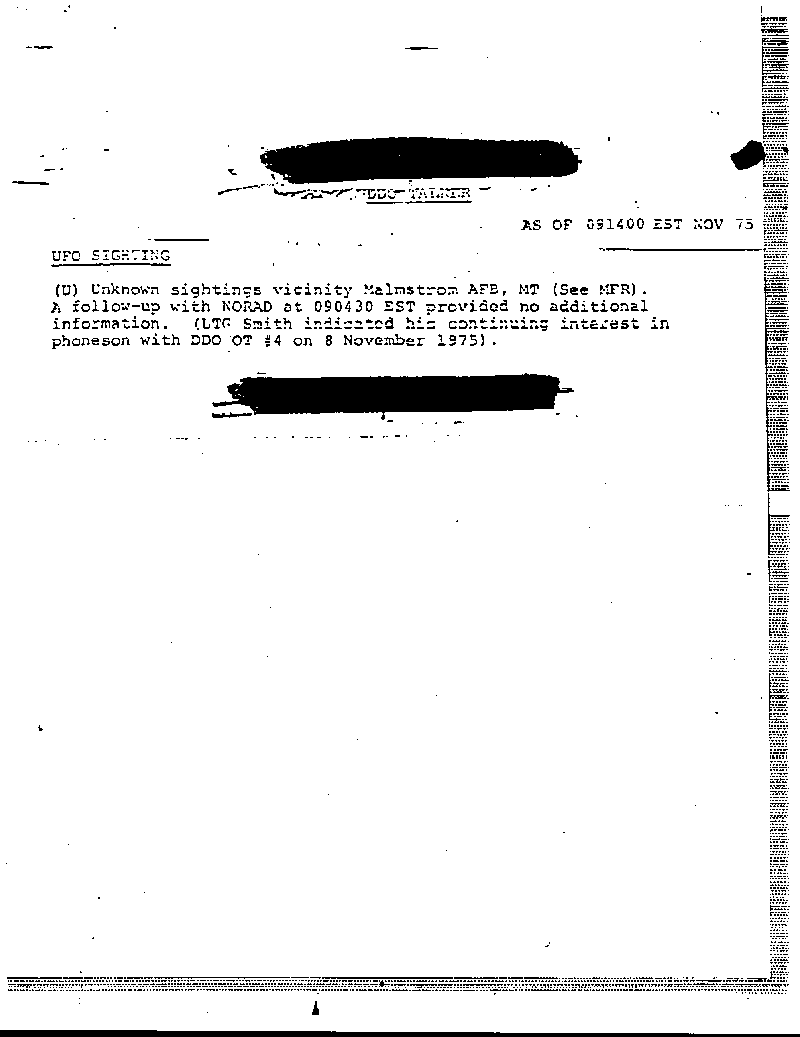 DDO TALKER
AS OF 091400 EST NOV 75
UFO SIGHTING
(U) Unknown sightings vicinity Malmstrom AFB, MT (See MFR).
A follow-up with NORAD at 090430 EST provided no additional
information. (LTG Smith indicated his continuing interest in
phoneson with DDO OT #4 on 8 November 1975).